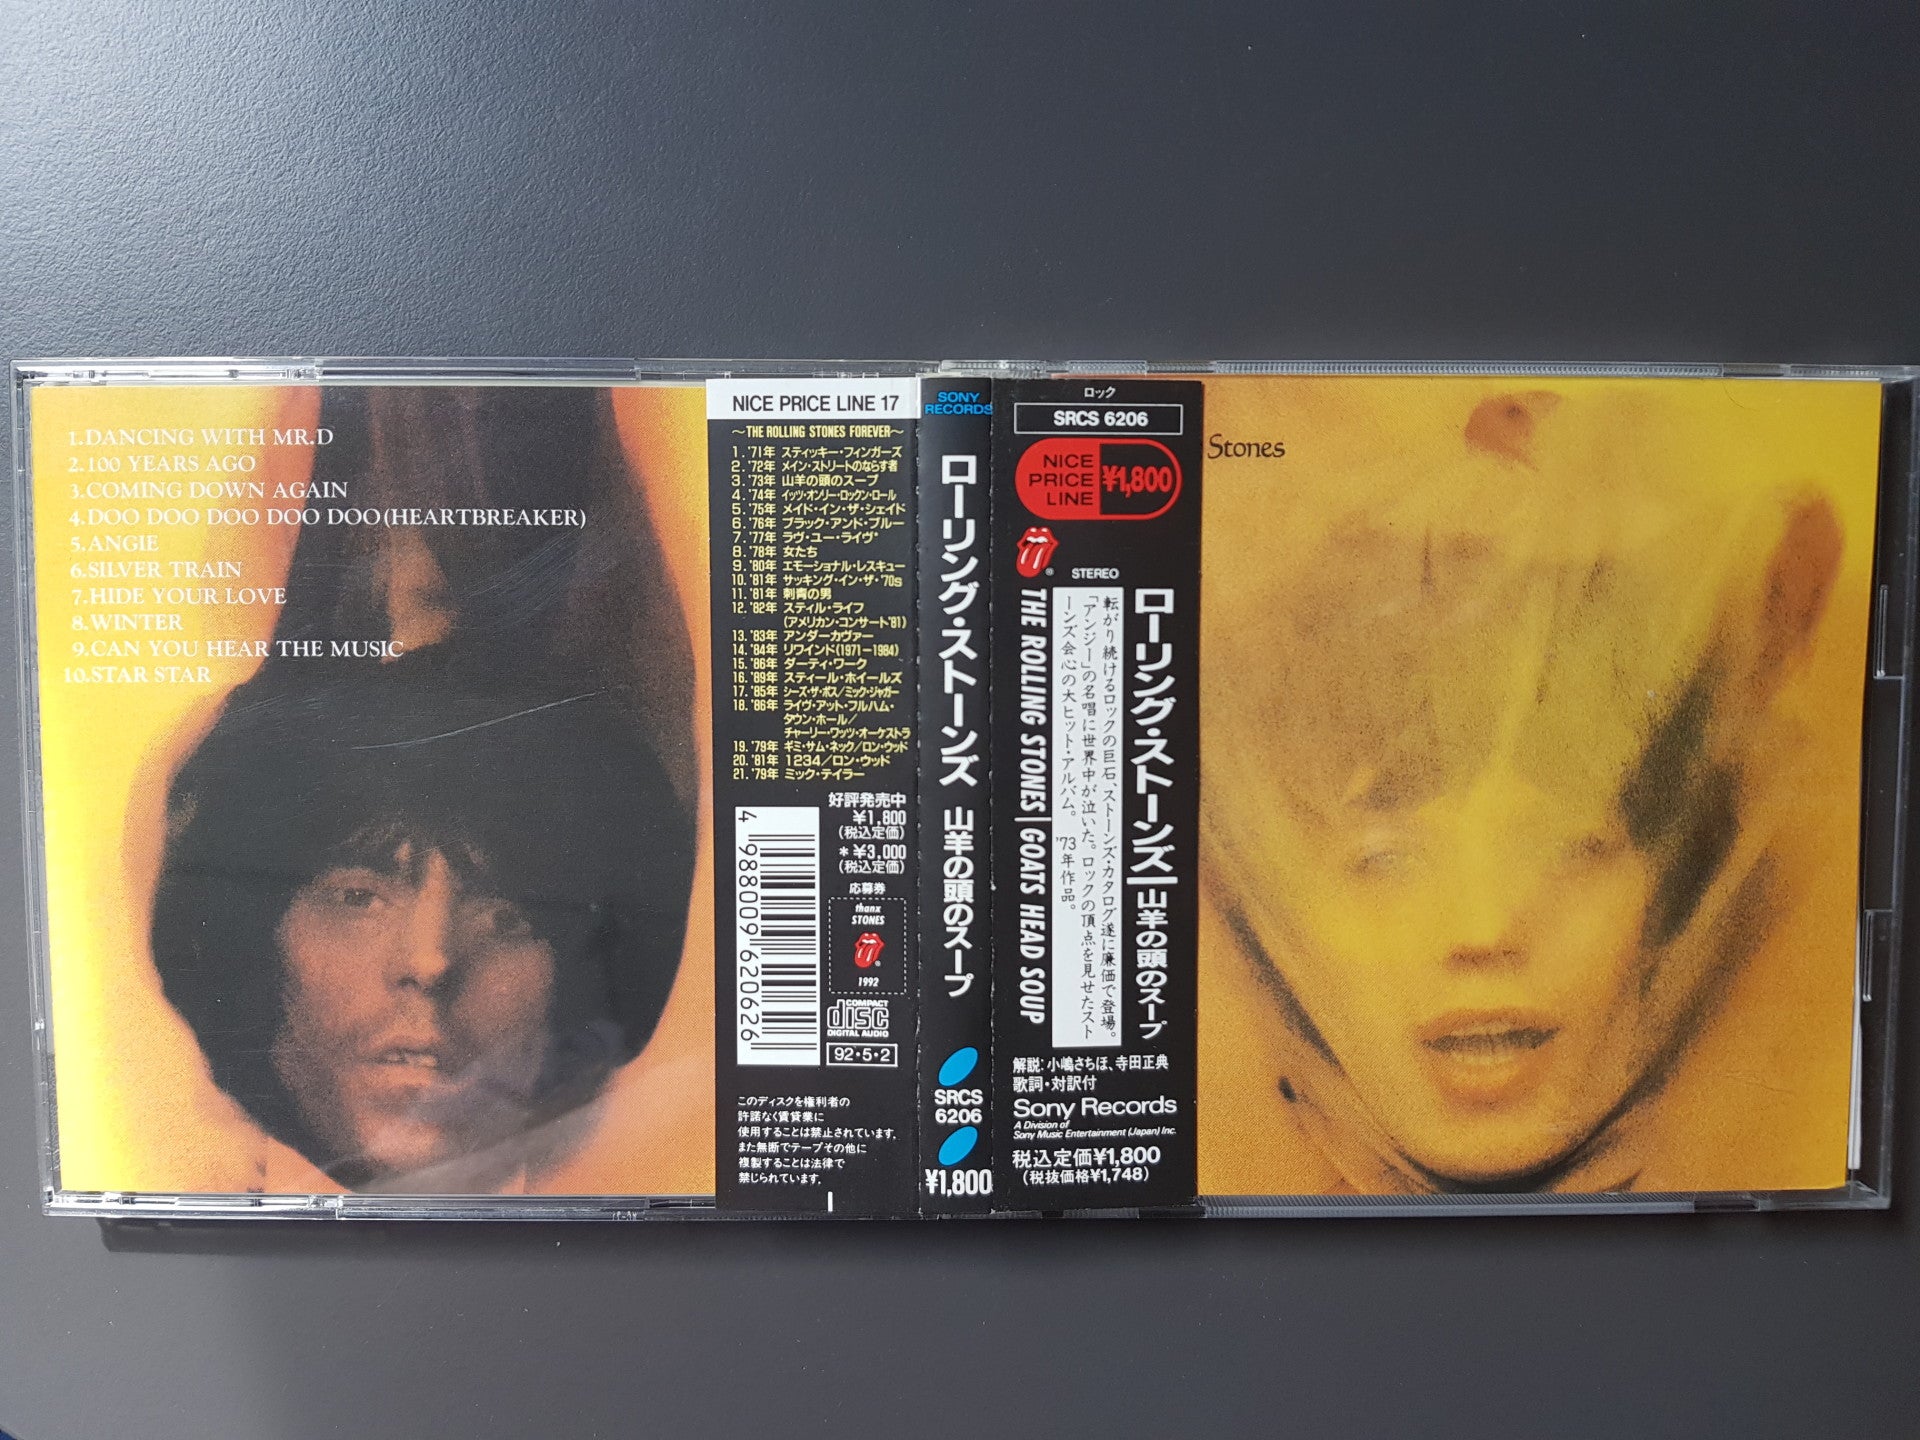 1.DANCING WITH MR.D
2.100 YEARS AGO
3.COMING DOWN AGAIN
4.DOO DOO DOO DOO DOO(HEARTBREAKER)
5.ANGIE
6.SILVER TRAIN
7.HIDE YOUR LOVE
8.WINTER
9.CAN YOU HEAR THE MUSIC
10.STAR STAR
NICE PRICE LINE 17
〜THE ROLLING STONES FOREVER〜
1.'71年 スティッキー・フィンガーズ
2.'72年 メイン・ストリートのならず者
3.'73年 山羊の頭のスープ
4.'74年 イッツ・オンリー・ロックン・ロール
5.'75年 メイド・イン・ザ・シェイド
6.'76年 ブラック・アンド・ブルー
7.'77年 ラヴ・ユー・ライヴ*
8.'78年 女たち
9.'80年 エモーショナル・レスキュー
10.'81年 サッキング・イン・ザ・'70s
11.'81年 刺青の男
12.'82年 スティル・ライフ
(アメリカン・コンサート'81)
13.'83年 アンダーカヴァー
14.'84年 リワインド(1971−1984)
15.'86年 ダーティ・ワーク
16.'89年 スティール・ホイールズ
17.'85年 シーズ・ザ・ボス/ミック・ジャガー
18.'86年 ライヴ・アット・フルハム・
タウン・ホール/
チャーリー・ワッツ・オーケストラ
19.'79年 ギミ・サム・ネック/ロン・ウッド
20.'81年 1234/ロン・ウッド
21.'79年 ミック・テイラー
好評発売中
¥1,800
(税込定価)
*¥3,000
(税込定価)
応募券
thanx
STONES
1992
COMPACT
disc
DIGITAL AUDIO
92・5・2
4 988009 620626
このディスクを権利者の
許諾なく賃貸業に
使用することは禁止されています。
また無断でテープその他に
複製することは法律で
禁じられています。
SONY
RECORDS
ローリング・ストーンズ 山羊の頭のスープ
SRCS
6206
¥1,800
ロック
SRCS 6206
NICE
PRICE
LINE
¥1,800
STEREO
ローリング・ストーンズ|山羊の頭のスープ
転がり続けるロックの巨石、ストーンズ・カタログ遂に廉価で登場。
「アンジー」の名唱に世界中が泣いた。ロックの頂点を見せたスト
ーンズ会心の大ヒット・アルバム。 '73年作品。
THE ROLLING STONES|GOATS HEAD SOUP
解説:小嶋さちほ、寺田正典
歌詞・対訳付
Sony Records
A Division of
Sony Music Entertainment (Japan) Inc.
税込定価¥1,800
(税抜価格¥1,748)
Stones